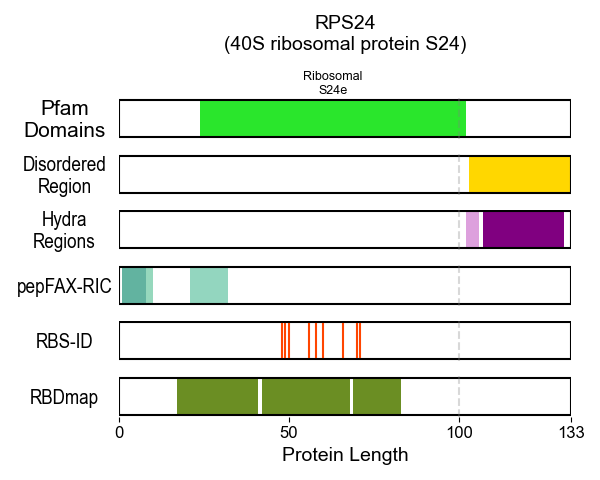 RPS24
(40S ribosomal protein S24)
Ribosomal
S24e
Pfam
Domains
Disordered
Region
Hydra
Regions
pepFAX-RIC
RBS-ID
RBDmap
0 50 100 133
Protein Length